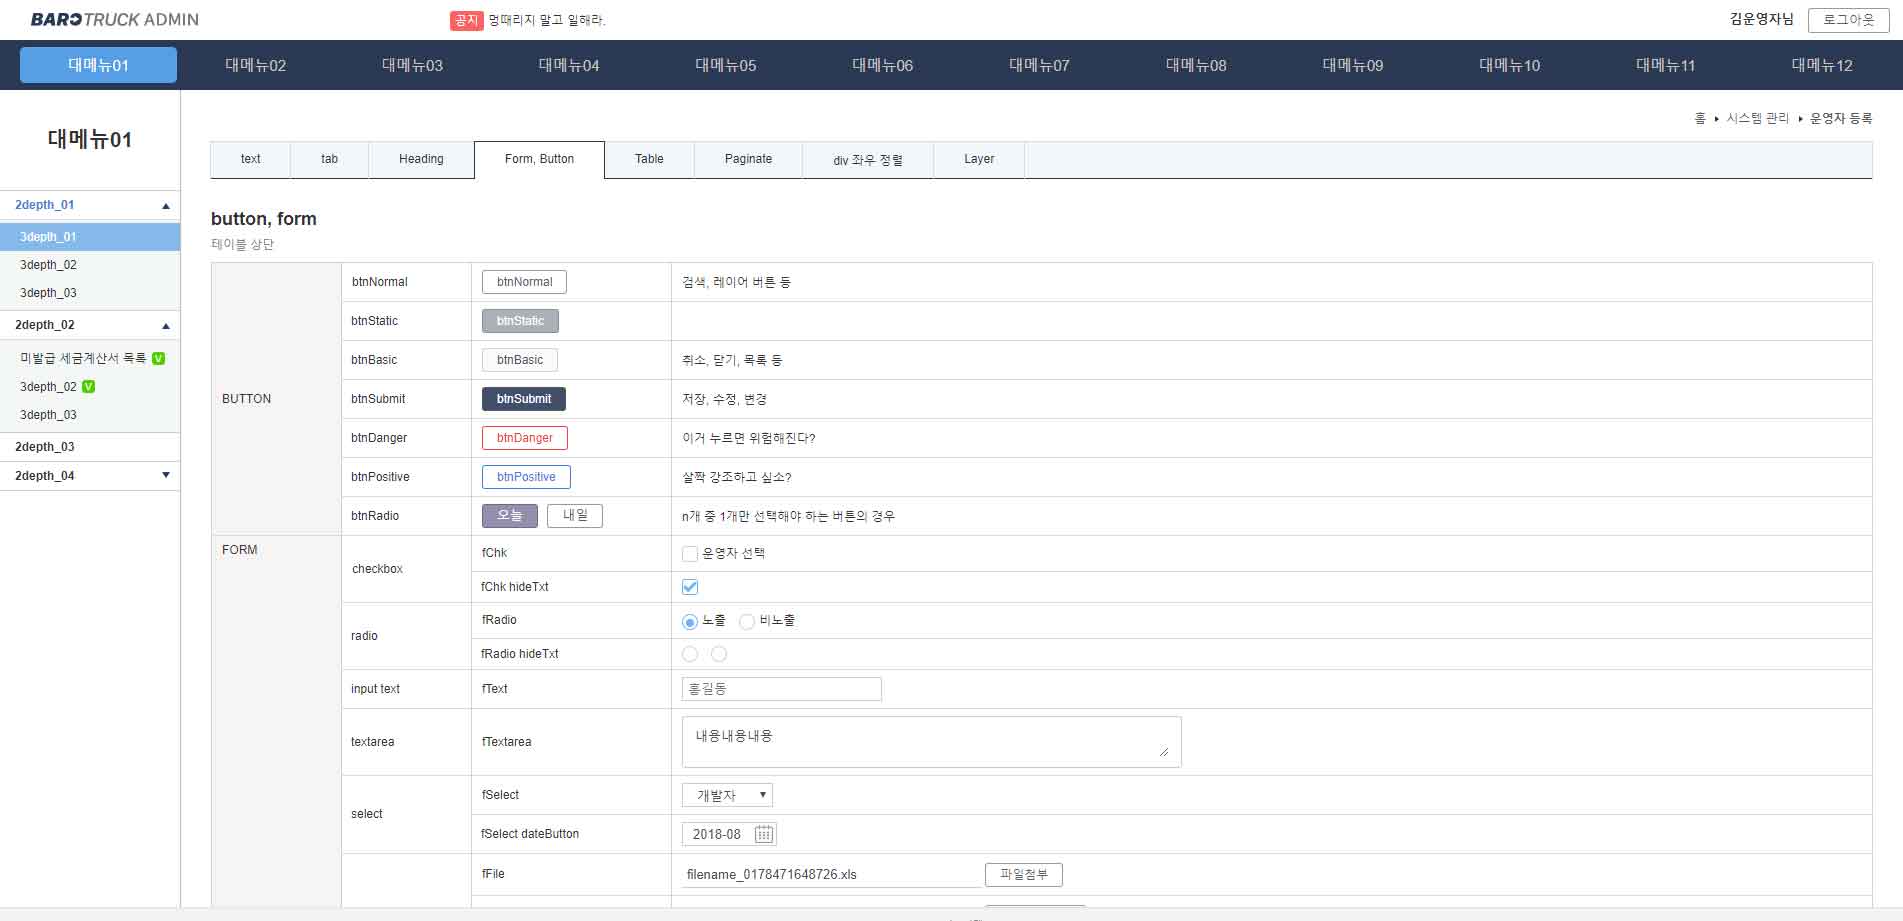 BAROTRUCK ADMIN
공지 멍때리지 말고 일해라.
김운영자님 로그아웃
대메뉴01 대메뉴02 대메뉴03 대메뉴04 대메뉴05 대메뉴06 대메뉴07 대메뉴08 대메뉴09 대메뉴10 대메뉴11 대메뉴12
대메뉴01
2depth_01
3depth_01
3depth_02
3depth_03
2depth_02
미발급 세금계산서 목록 V
3depth_02 V
3depth_03
2depth_03
2depth_04
홈 시스템 관리 운영자 등록
text tab Heading Form, Button Table Paginate div 좌우 정렬 Layer
button, form
테이블 상단
BUTTON
btnNormal btnNormal 검색, 레이어 버튼 등
btnStatic btnStatic
btnBasic btnBasic 취소, 닫기, 목록 등
btnSubmit btnSubmit 저장, 수정, 변경
btnDanger btnDanger 이거 누르면 위험해진다?
btnPositive btnPositive 살짝 강조하고 싶소?
btnRadio 오늘 내일 n개 중 1개만 선택해야 하는 버튼의 경우
FORM
checkbox
fChk 운영자 선택
fChk hideTxt
radio
fRadio 노출 비노출
fRadio hideTxt
input text fText 홍길동
textarea fTextarea 내용내용내용
select
fSelect 개발자
fSelect dateButton 2018-08
fFile filename_0178471648726.xls 파일첨부